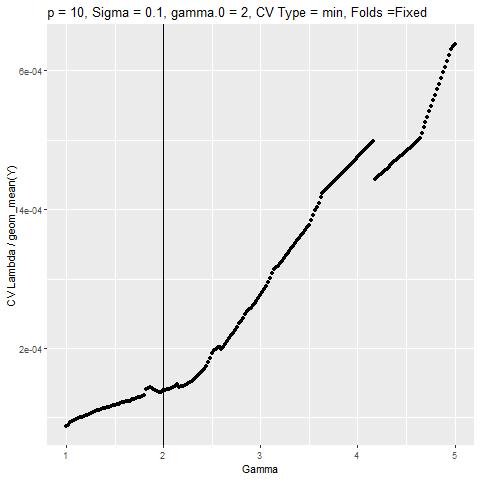 p = 10, Sigma = 0.1, gamma.0 = 2, CV Type = min, Folds =Fixed
CV Lambda / geom_mean(Y)
6e-04
4e-04
2e-04
1
2
3
4
5
Gamma